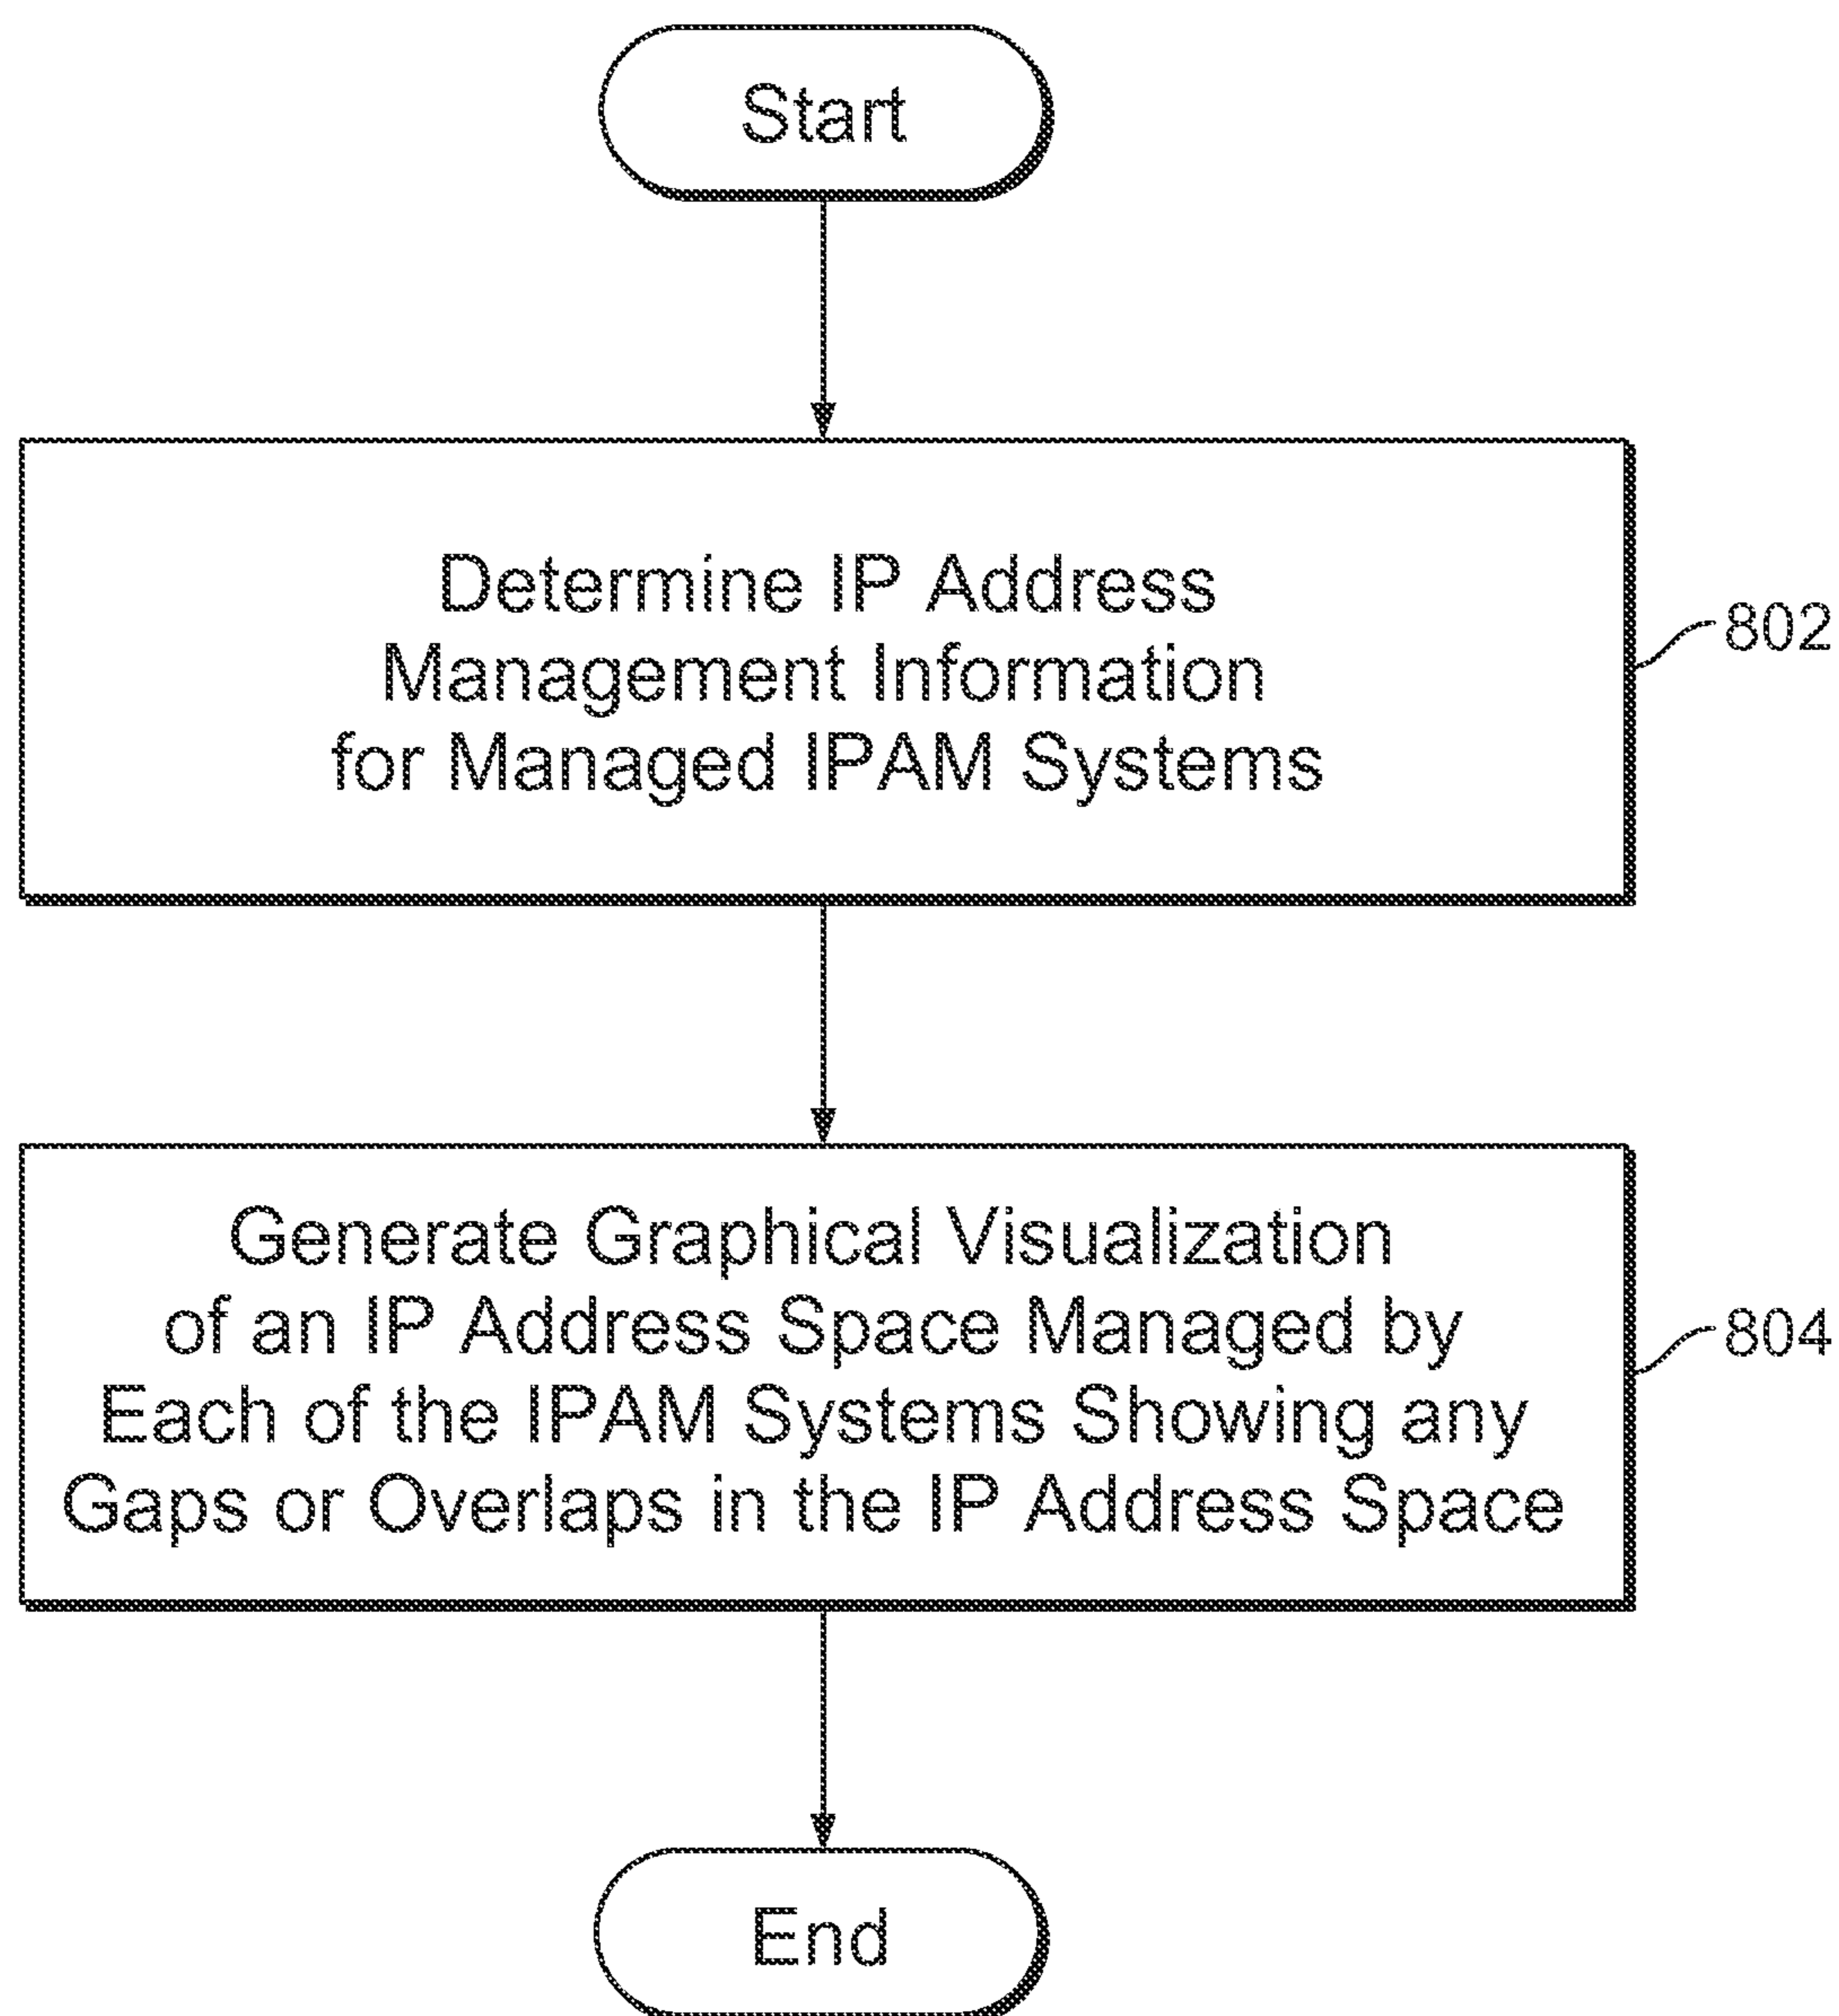 Start
Determine IP Address
Management Information
for Managed IPAM Systems
802
Generate Graphical Visualization
of an IP Address Space Managed by
Each of the IPAM Systems Showing any
Gaps or Overlaps in the IP Address Space
804
End